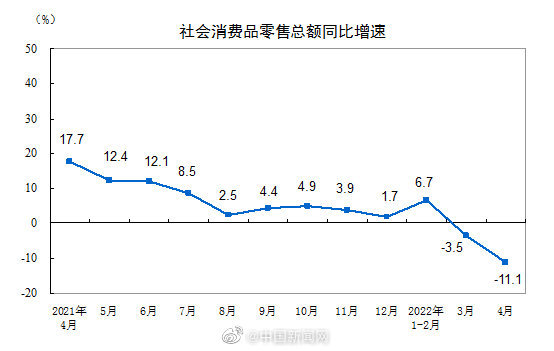 (%)
社会消费品零售总额同比增速
50
40
30
20
10
0
-10
-20
17.7
12.4
12.1
8.5
2.5
4.4
4.9
3.9
1.7
6.7
-3.5
-11.1
2021年
4月
5月
6月
7月
8月
9月
10月
11月
12月
2022年
1-2月
3月
4月
@中国新闻网